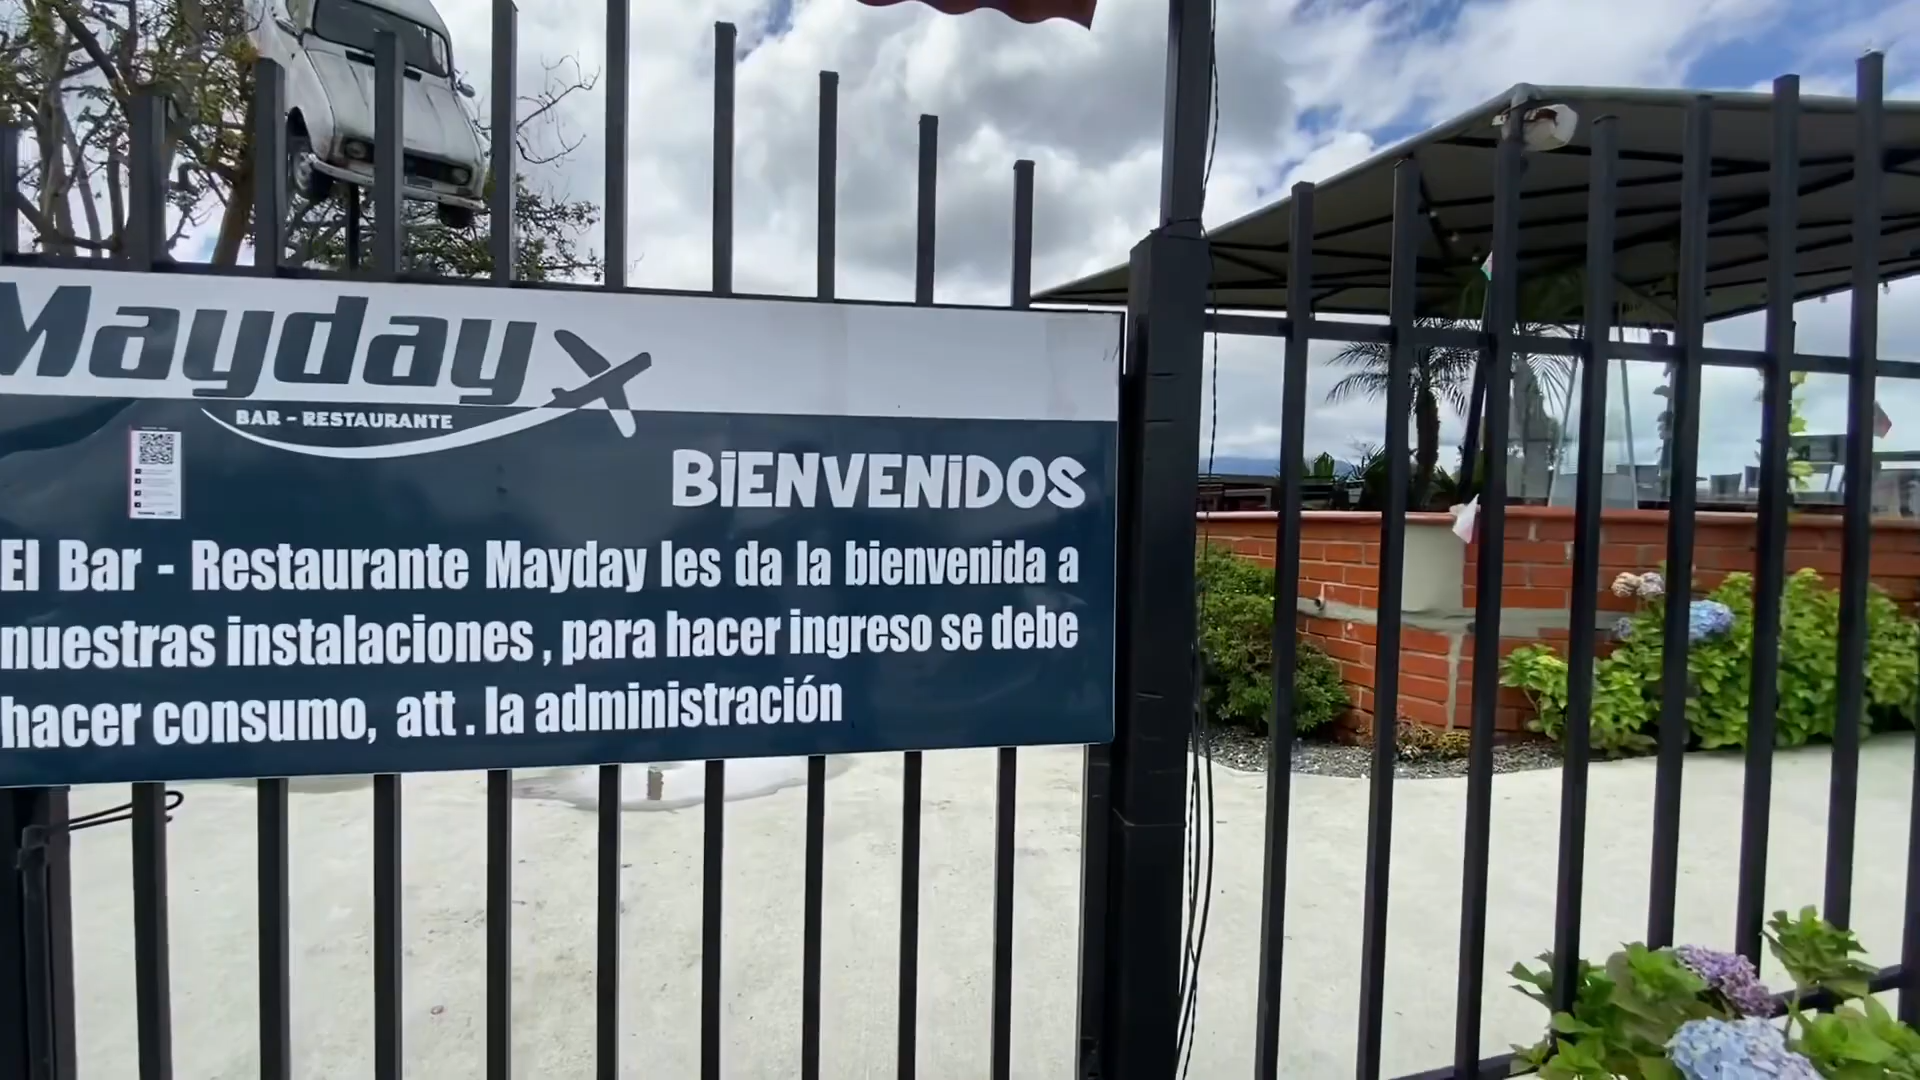 Mayday
BAR - RESTAURANTE
BiENVENiDOS
El Bar - Restaurante Mayday les da la bienvenida a
nuestras instalaciones , para hacer ingreso se debe
hacer consumo, att . la administración